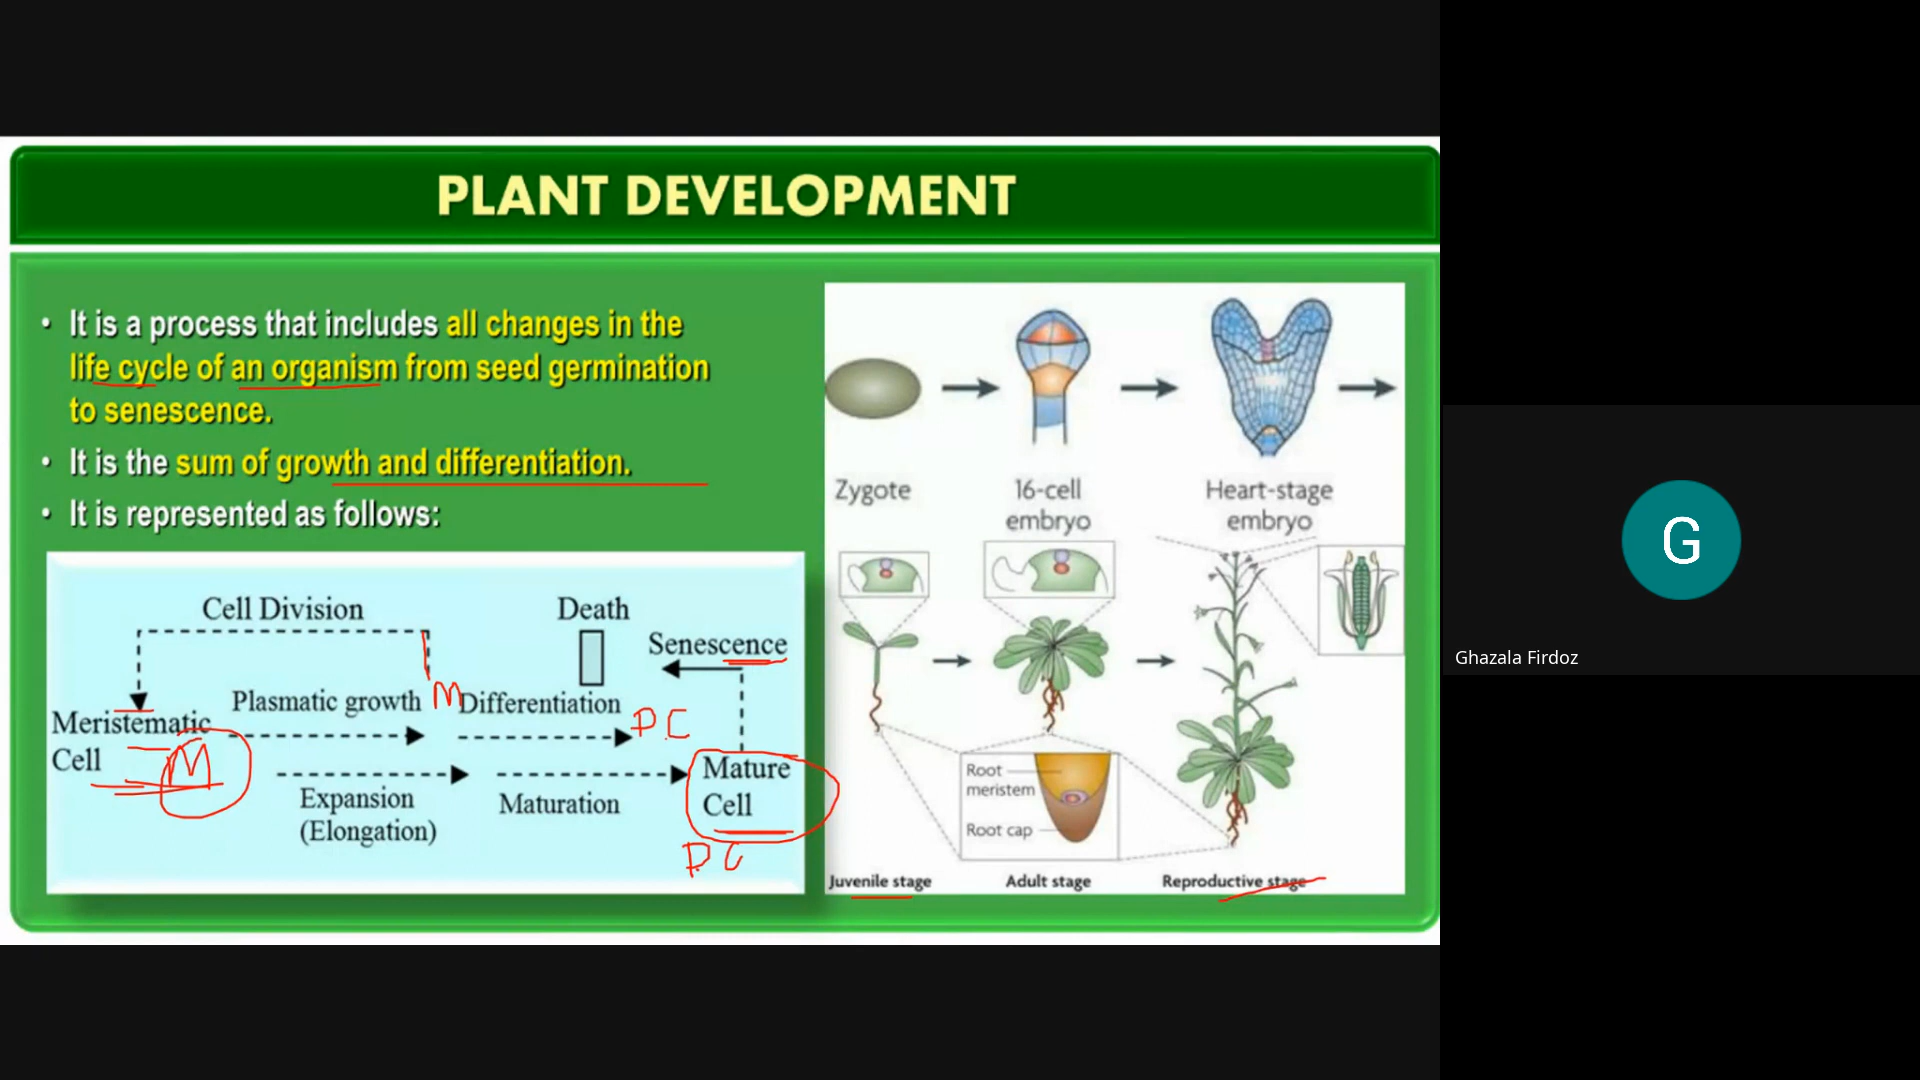 PLANT DEVELOPMENT
• It is a process that includes all changes in the
life cycle of an organism from seed germination
to senescence.
• It is the sum of growth and differentiation.
• It is represented as follows:
Cell Division
Death
Senescence
Plasmatic growth
M
Differentiation
DC
Meristematic
Cell
M
Mature
Cell
Expansion
(Elongation)
Maturation
DC
Zygote
16-cell
embryo
Heart-stage
embryo
Root
meristem
Root cap
Juvenile stage
Adult stage
Reproductive stage
G
Ghazala Firdoz